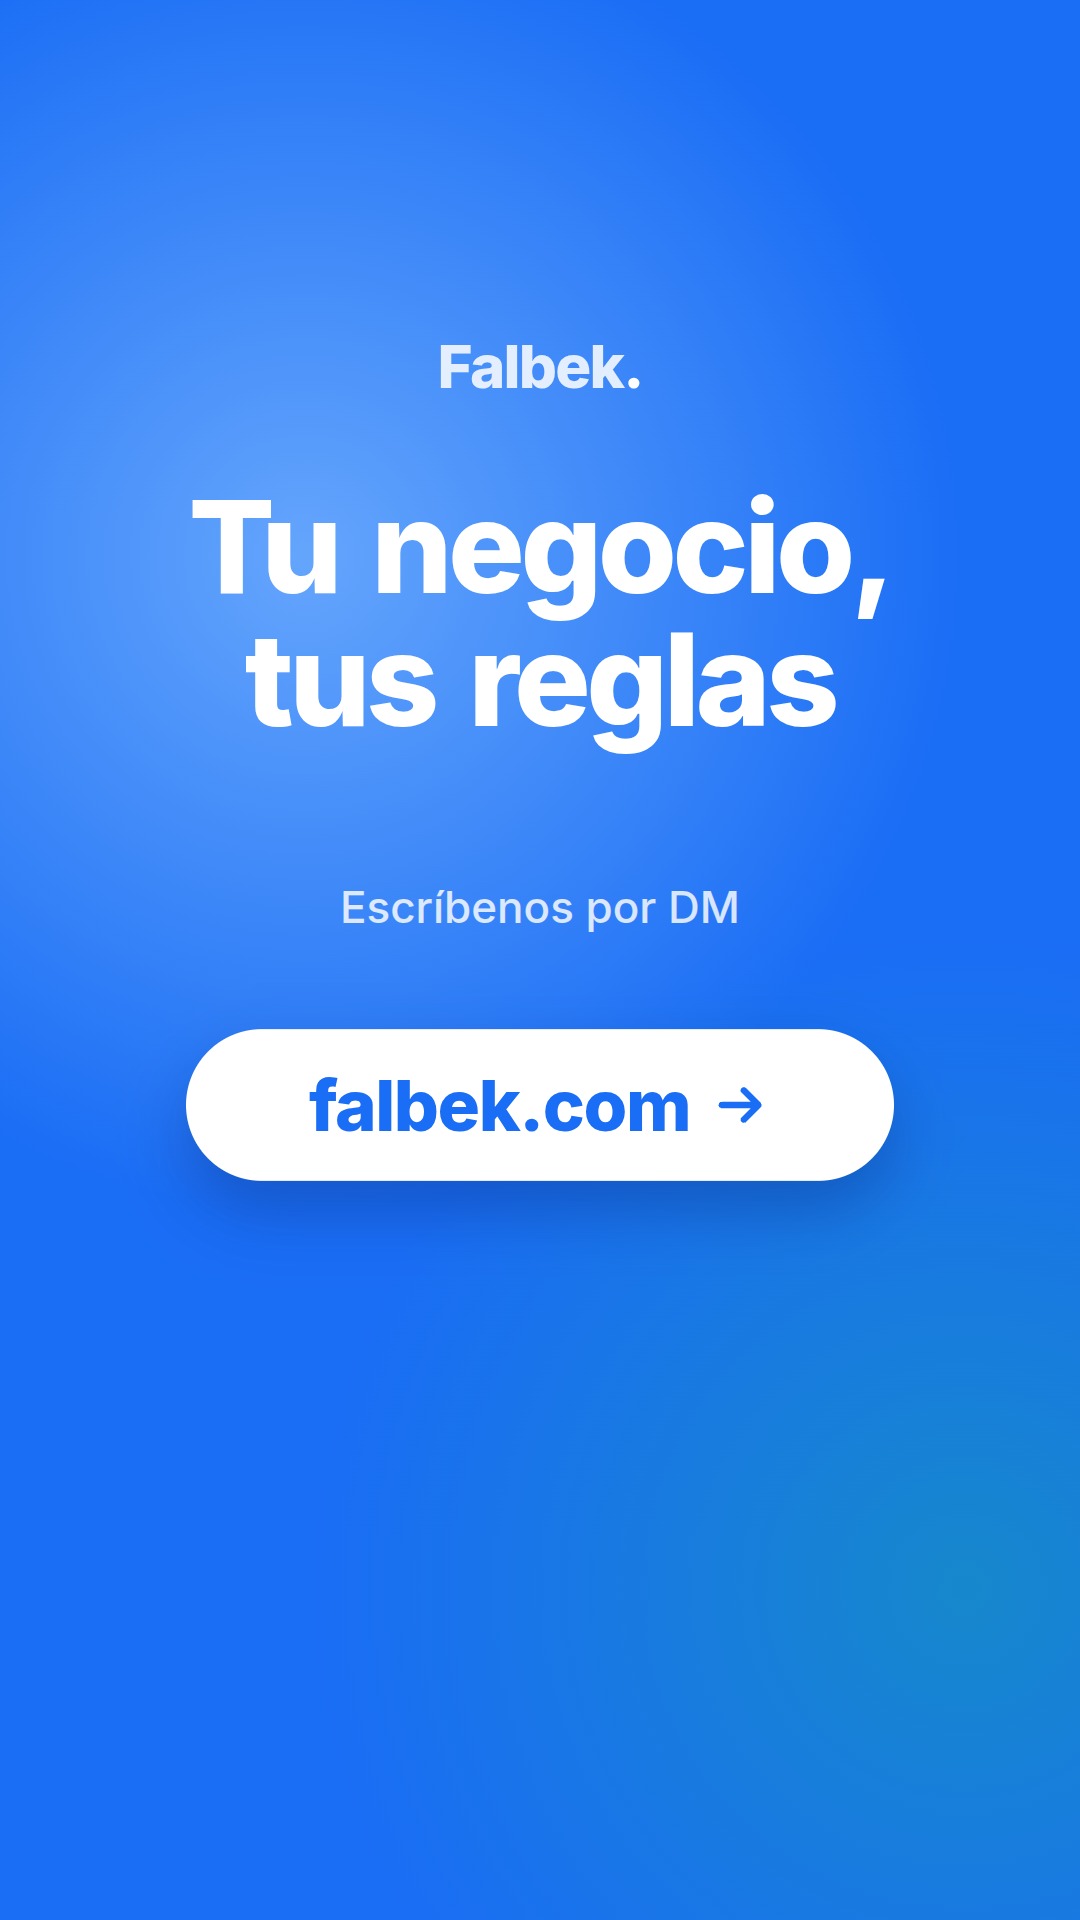 Falbek.
Tu negocio,
tus reglas
Escríbenos por DM
falbek.com →